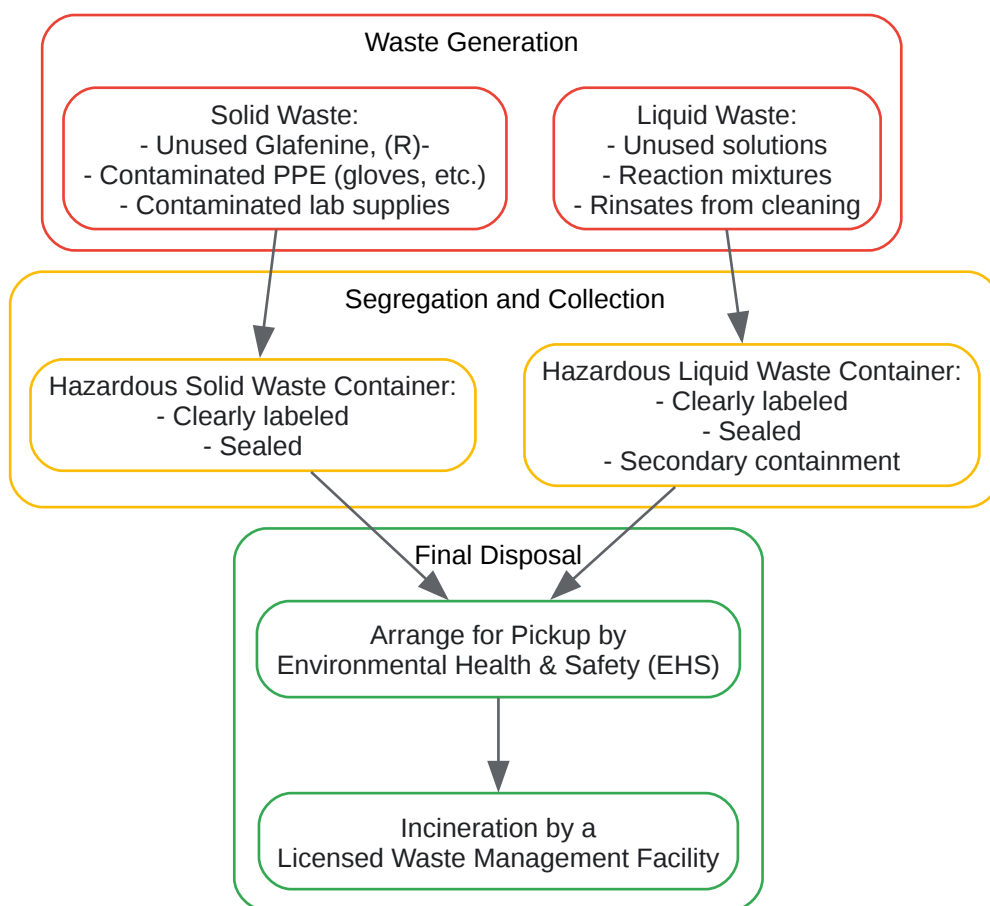 Waste Generation
Solid Waste:
- Unused Glafenine, (R)-
- Contaminated PPE (gloves, etc.)
- Contaminated lab supplies
Liquid Waste:
- Unused solutions
- Reaction mixtures
- Rinsates from cleaning
Segregation and Collection
Hazardous Solid Waste Container:
- Clearly labeled
- Sealed
Hazardous Liquid Waste Container:
- Clearly labeled
- Sealed
- Secondary containment
Final Disposal
Arrange for Pickup by
Environmental Health & Safety (EHS)
Incineration by a
Licensed Waste Management Facility